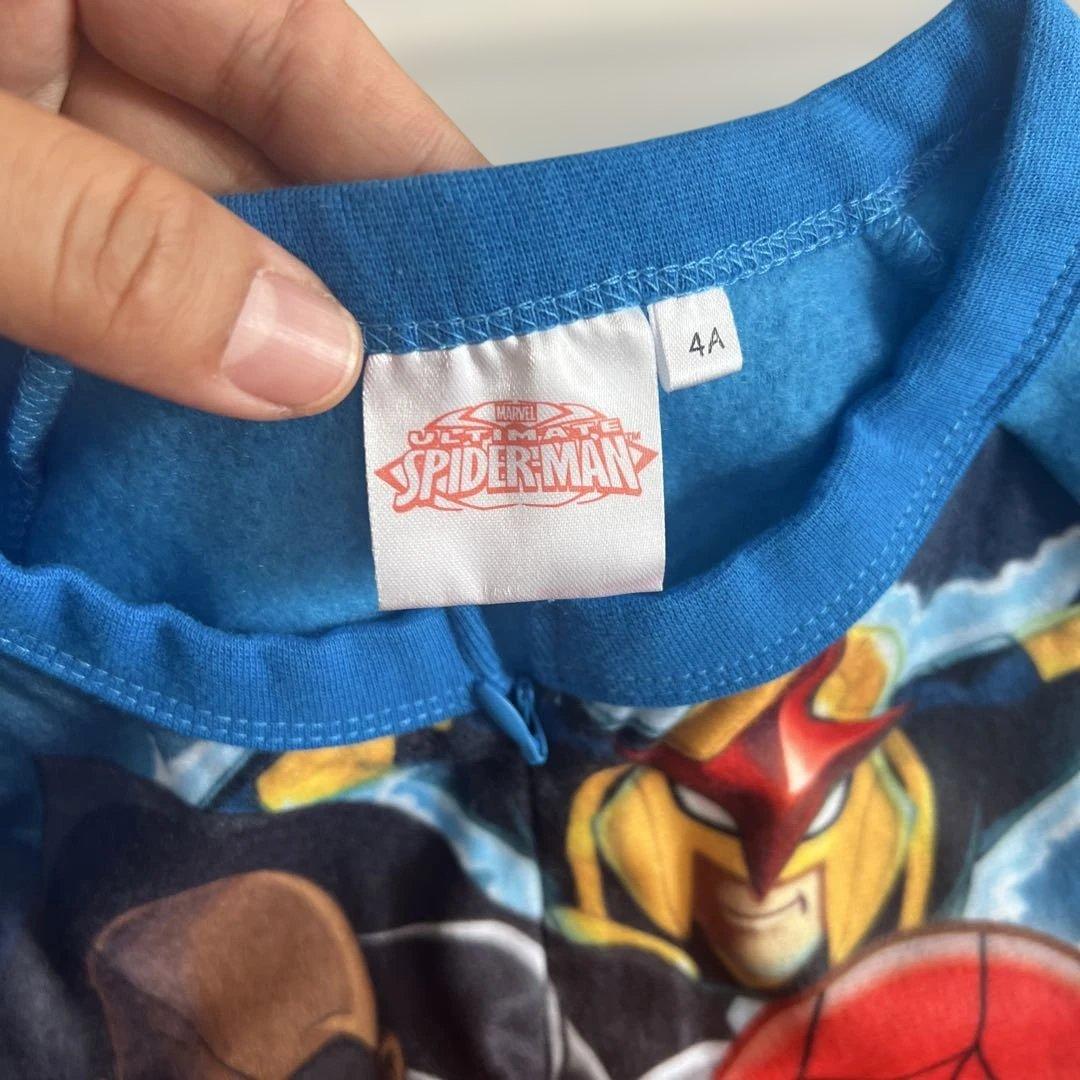 MARVEL
ULTIMATE
SPIDER-MAN
4A